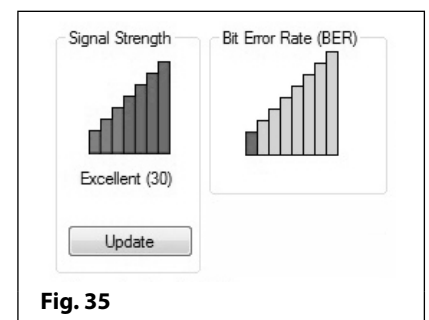 Signal Strength
Bit Error Rate (BER)
Excellent (30)
Update
Fig. 35